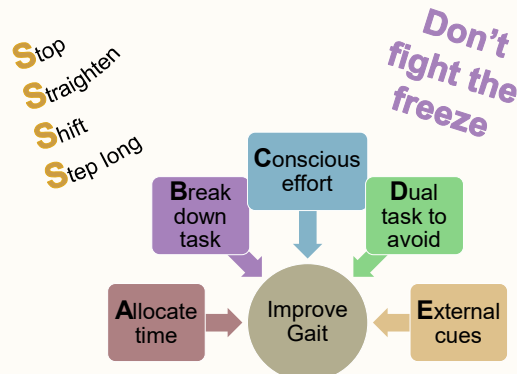 Stop
Straighten
Shift
Step long
Don't
fight the
freeze
Conscious
effort
Break
down
task
Dual
task to
avoid
Allocate
time
Improve
Gait
External
cues